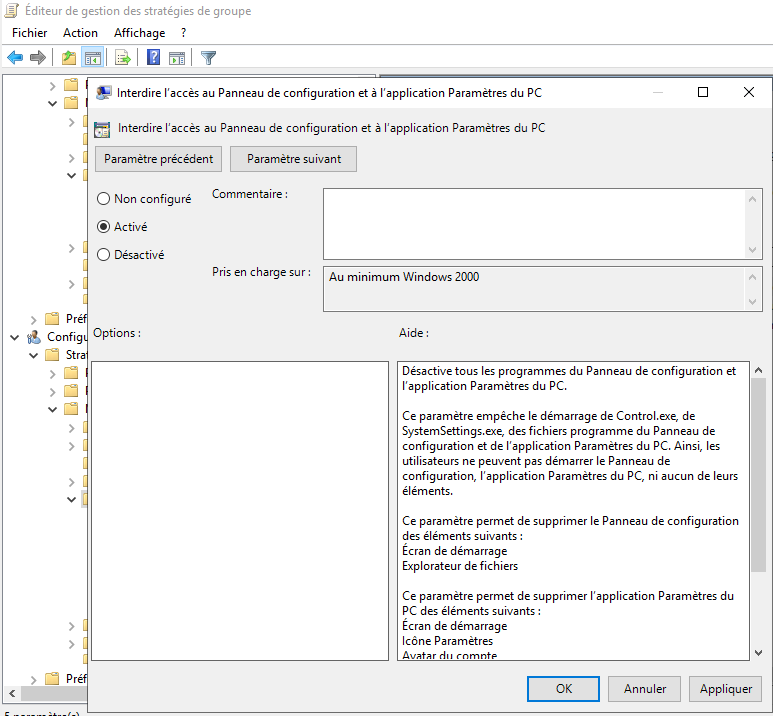 Éditeur de gestion des stratégies de groupe
Fichier Action Affichage ?
Interdire l'accès au Panneau de configuration et à l'application Paramètres du PC
Interdire l'accès au Panneau de configuration et à l'application Paramètres du PC
Paramètre précédent Paramètre suivant
Non configuré
Commentaire :
Activé
Désactivé
Pris en charge sur :
Au minimum Windows 2000
Préf
Configu
Strat
Préf
Options :
Aide :
Désactive tous les programmes du Panneau de configuration et
l'application Paramètres du PC.
Ce paramètre empêche le démarrage de Control.exe, de
SystemSettings.exe, des fichiers programme du Panneau de
configuration et de l'application Paramètres du PC. Ainsi, les
utilisateurs ne peuvent pas démarrer le Panneau de
configuration, l'application Paramètres du PC, ni aucun de leurs
éléments.
Ce paramètre permet de supprimer le Panneau de configuration
des éléments suivants :
Écran de démarrage
Explorateur de fichiers
Ce paramètre permet de supprimer l'application Paramètres du
PC des éléments suivants :
Écran de démarrage
Icône Paramètres
Avatar du compte
OK Annuler Appliquer
5 paramètre(s)